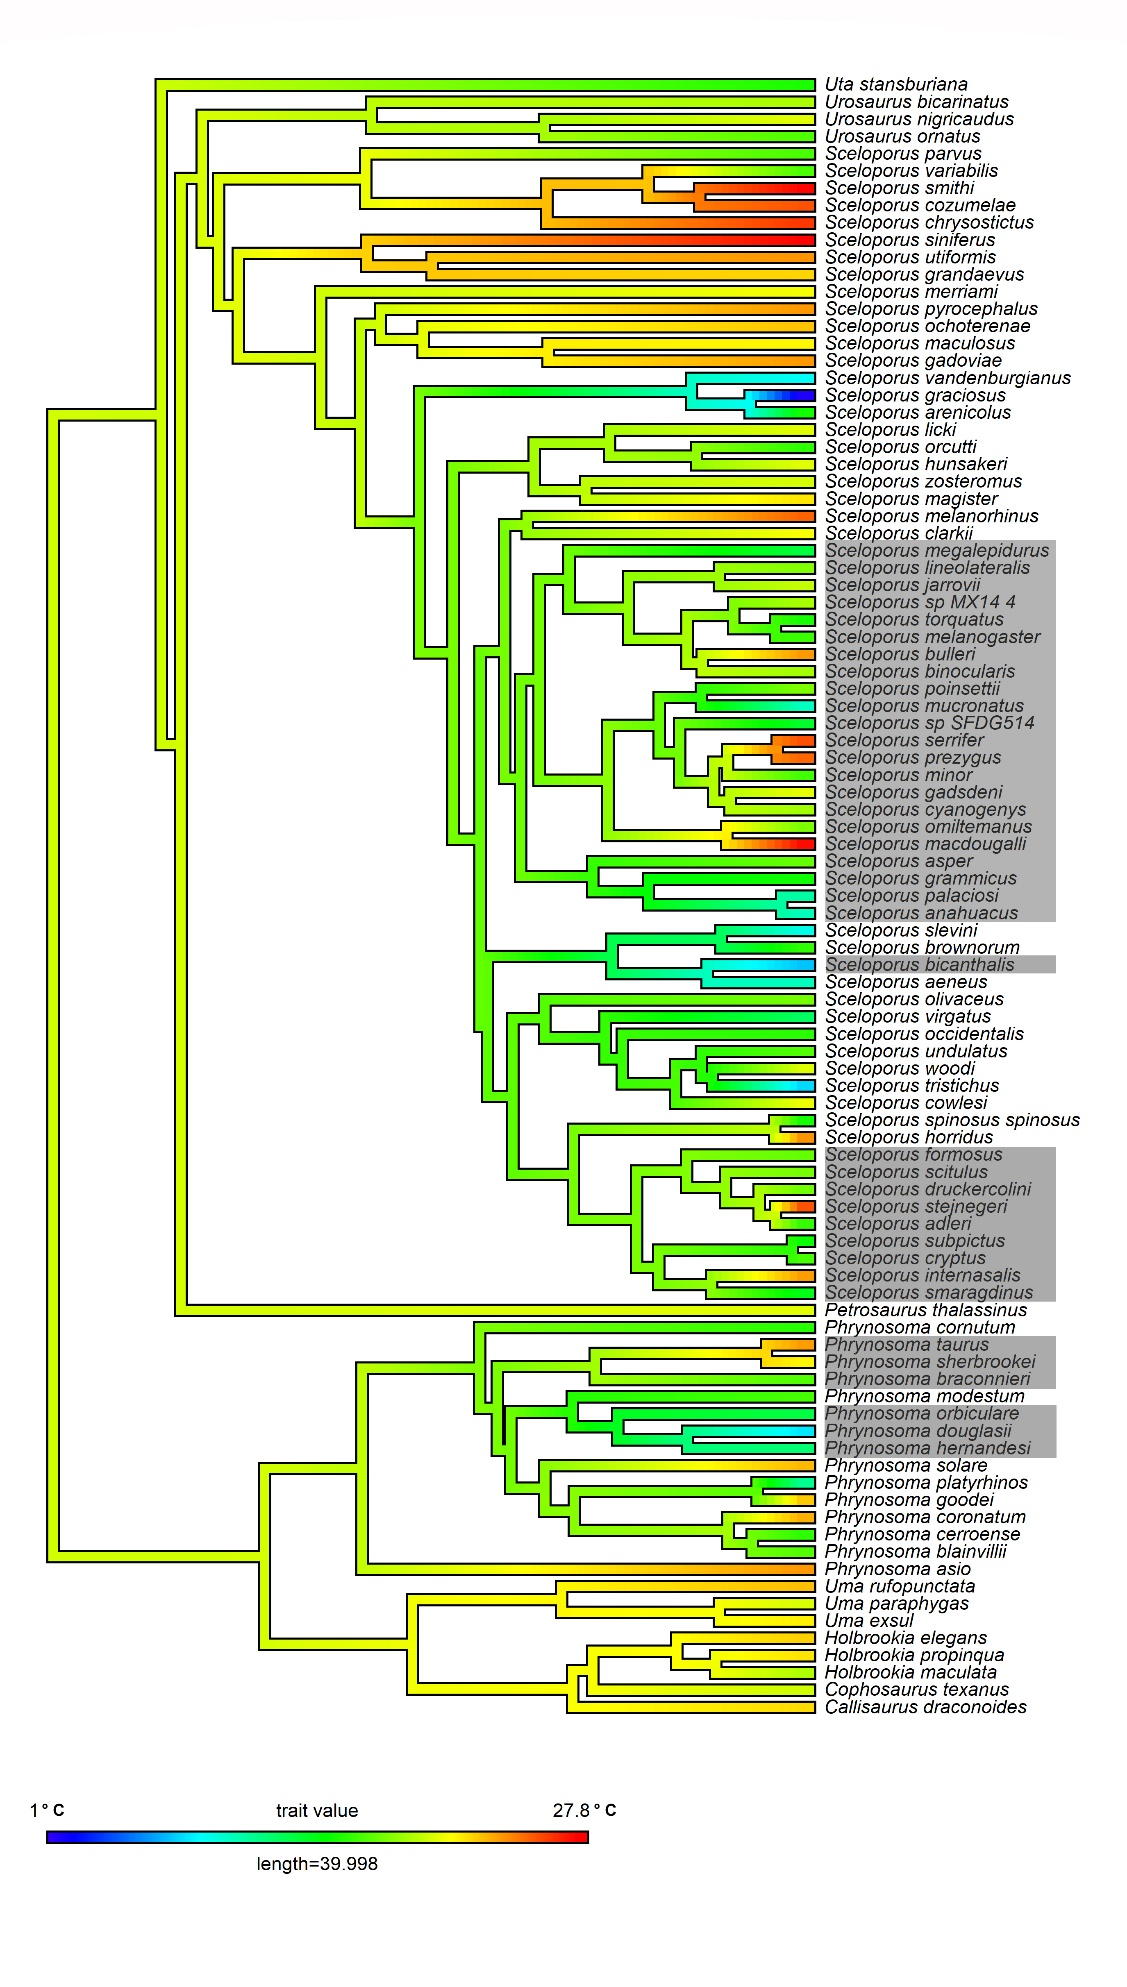 Uta stansburiana
Urosaurus bicarinatus
Urosaurus nigricaudus
Urosaurus ornatus
Sceloporus parvus
Sceloporus variabilis
Sceloporus smithi
Sceloporus cozumelae
Sceloporus chrysostictus
Sceloporus siniferus
Sceloporus utiformis
Sceloporus grandaevus
Sceloporus merriami
Sceloporus pyrocephalus
Sceloporus ochoterenae
Sceloporus maculosus
Sceloporus gadoviae
Sceloporus vandenburgianus
Sceloporus graciosus
Sceloporus arenicolus
Sceloporus licki
Sceloporus orcutti
Sceloporus hunsakeri
Sceloporus zosteromus
Sceloporus magister
Sceloporus melanorhinus
Sceloporus clarkii
Sceloporus megalepidurus
Sceloporus lineolateralis
Sceloporus jarrovii
Sceloporus sp MX14 4
Sceloporus torquatus
Sceloporus melanogaster
Sceloporus bulleri
Sceloporus binocularis
Sceloporus poinsettii
Sceloporus mucronatus
Sceloporus sp SFDG514
Sceloporus serrifer
Sceloporus prezygus
Sceloporus minor
Sceloporus gadsdeni
Sceloporus cyanogenys
Sceloporus omiltemanus
Sceloporus macdougalli
Sceloporus asper
Sceloporus grammicus
Sceloporus palaciosi
Sceloporus anahuacus
Sceloporus slevini
Sceloporus brownorum
Sceloporus bicanthalis
Sceloporus aeneus
Sceloporus olivaceus
Sceloporus virgatus
Sceloporus occidentalis
Sceloporus undulatus
Sceloporus woodi
Sceloporus tristichus
Sceloporus cowlesi
Sceloporus spinosus spinosus
Sceloporus horridus
Sceloporus formosus
Sceloporus scitulus
Sceloporus druckercolini
Sceloporus stejnegeri
Sceloporus adleri
Sceloporus subpictus
Sceloporus cryptus
Sceloporus internasalis
Sceloporus smaragdinus
Petrosaurus thalassinus
Phrynosoma cornutum
Phrynosoma taurus
Phrynosoma sherbrookei
Phrynosoma braconnieri
Phrynosoma modestum
Phrynosoma orbiculare
Phrynosoma douglasii
Phrynosoma hernandesi
Phrynosoma solare
Phrynosoma platyrhinos
Phrynosoma goodei
Phrynosoma coronatum
Phrynosoma cerroense
Phrynosoma blainvillii
Phrynosoma asio
Uma rufopunctata
Uma paraphygas
Uma exsul
Holbrookia elegans
Holbrookia propinqua
Holbrookia maculata
Cophosaurus texanus
Callisaurus draconoides
1° C trait value 27.8° C
length=39.998